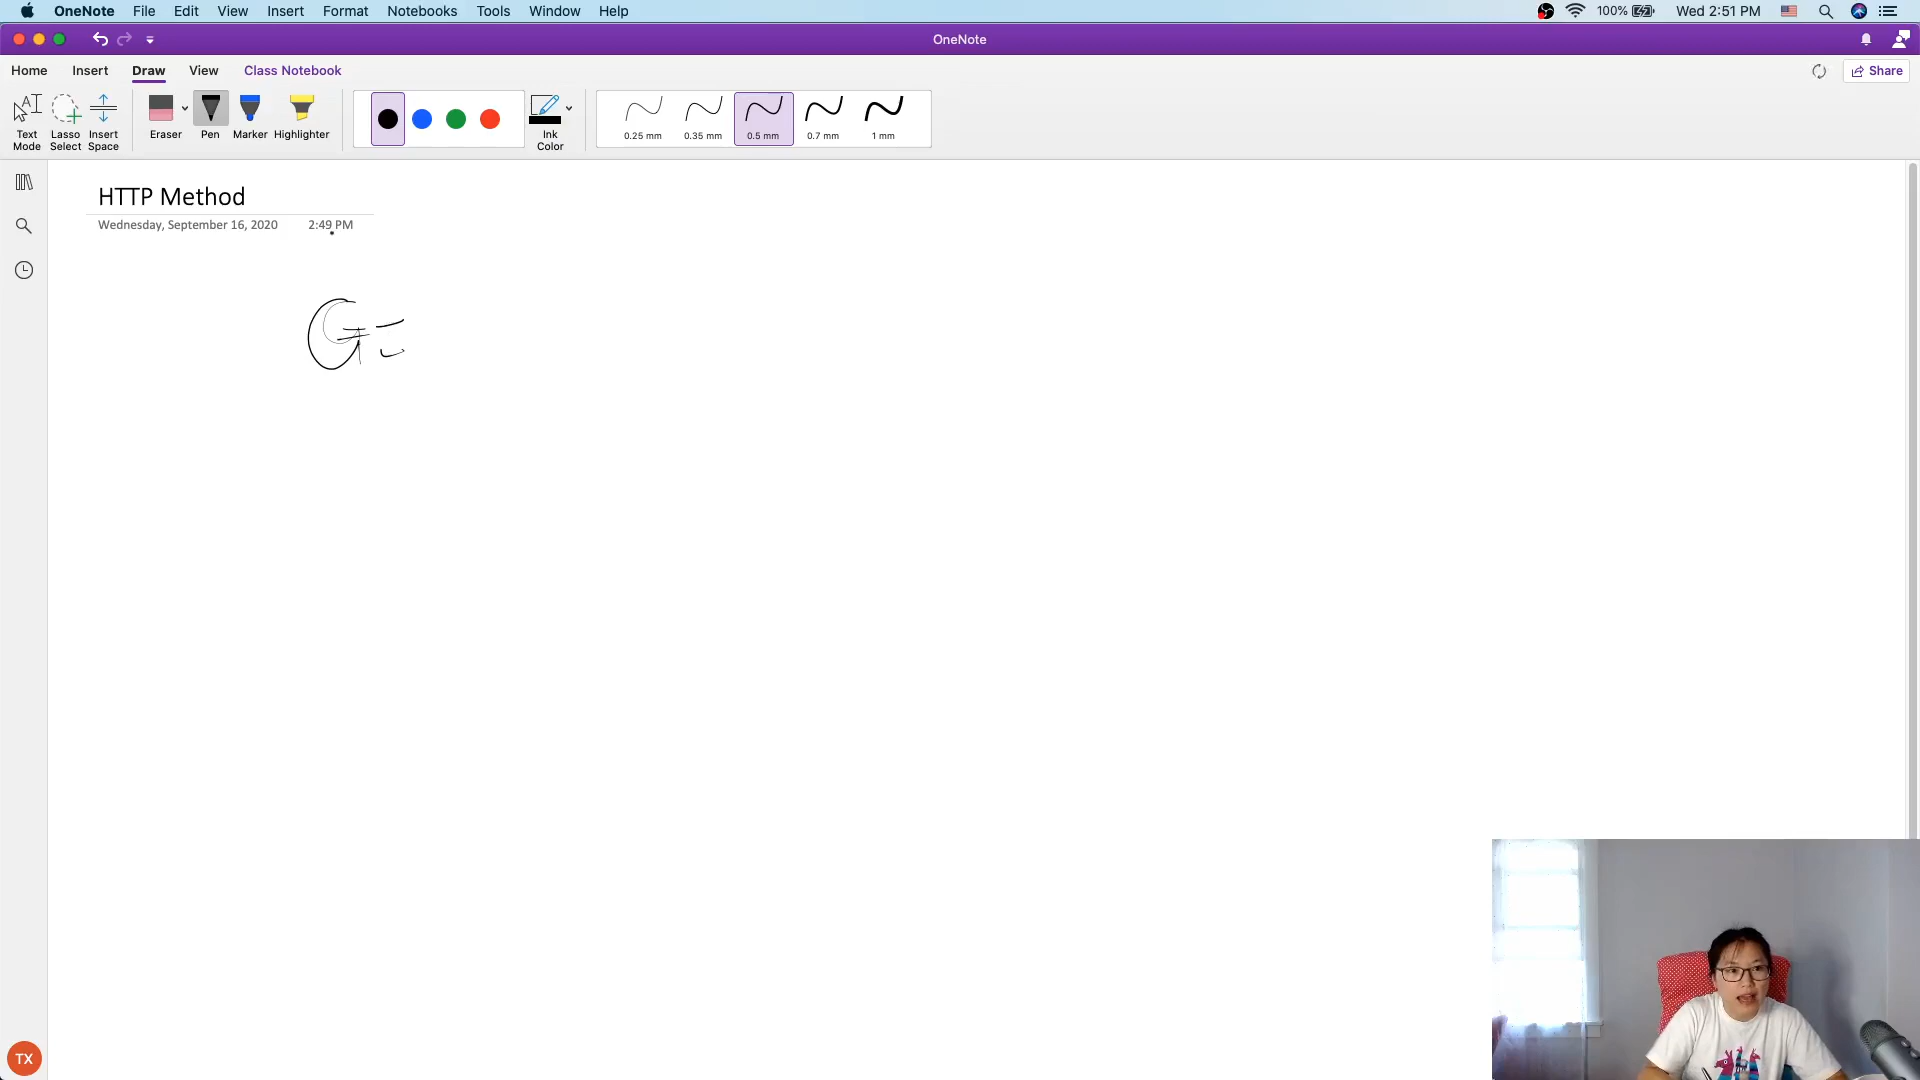 OneNote File Edit View Insert Format Notebooks Tools Window Help 100% Wed 2:51 PM
OneNote
Home Insert Draw View Class Notebook Share
Text Mode Lasso Select Insert Space Eraser Pen Marker Highlighter Ink Color 0.25 mm 0.35 mm 0.5 mm 0.7 mm 1 mm
HTTP Method
Wednesday, September 16, 2020 2:49 PM
G
TX